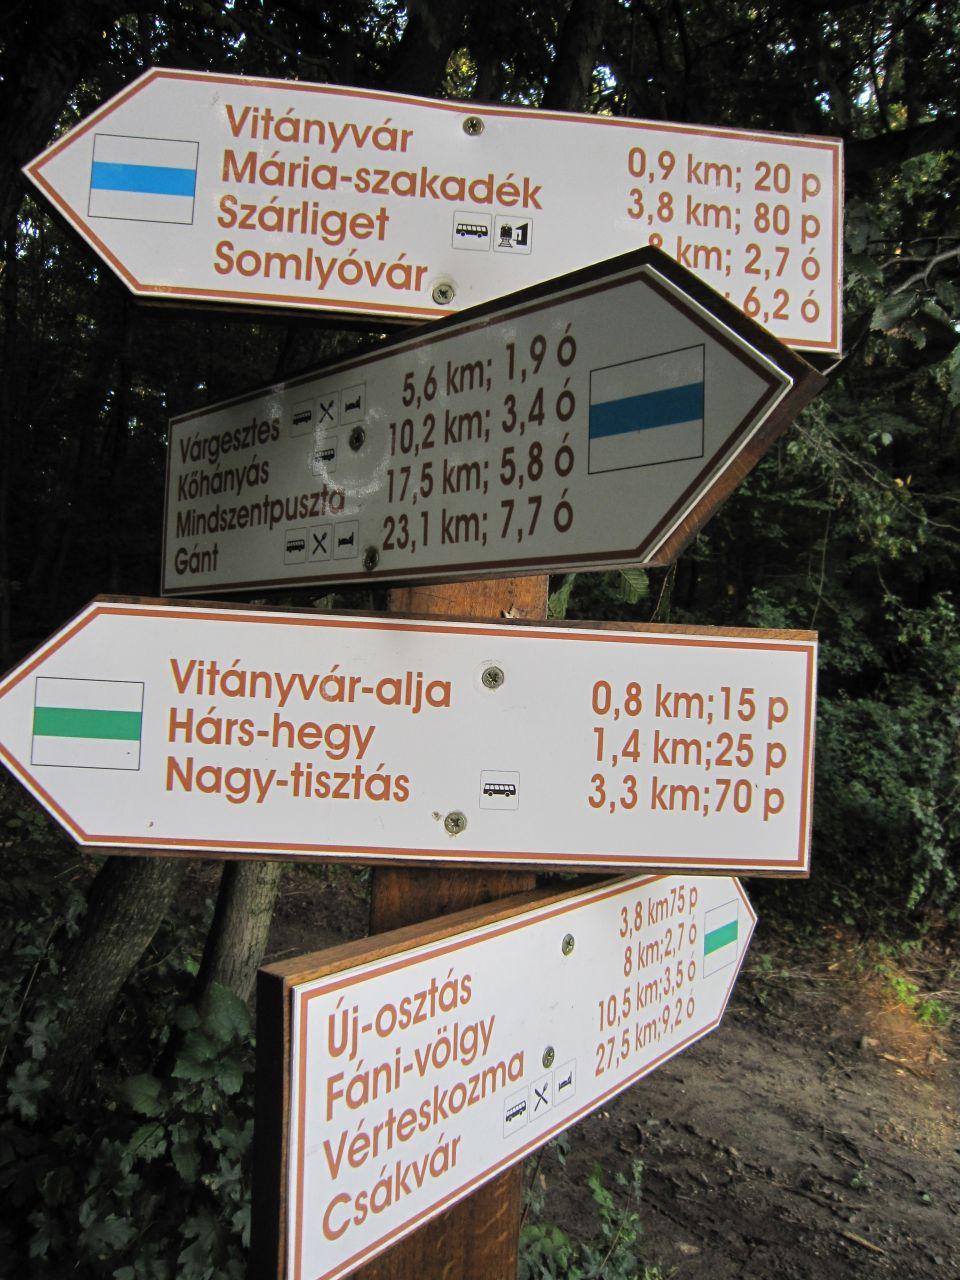 Vitányvár 0,9 km; 20 p
Mária-szakadék 3,8 km; 80 p
Szárliget 8 km; 2,7 ó
Somlyóvár 6,2 ó
Várgesztes 5,6 km; 1,9 ó
Kőhányás 10,2 km; 3,4 ó
Mindszentpuszta 17,5 km; 5,8 ó
Gánt 23,1 km; 7,7 ó
Vitányvár-alja 0,8 km;15 p
Hárs-hegy 1,4 km;25 p
Nagy-tisztás 3,3 km;70 p
Új-osztás 3,8 km75 p
Fáni-völgy 8 km;2,7 ó
Vérteskozma 10,5 km;3,5 ó
Csákvár 27,5 km;9,2 ó